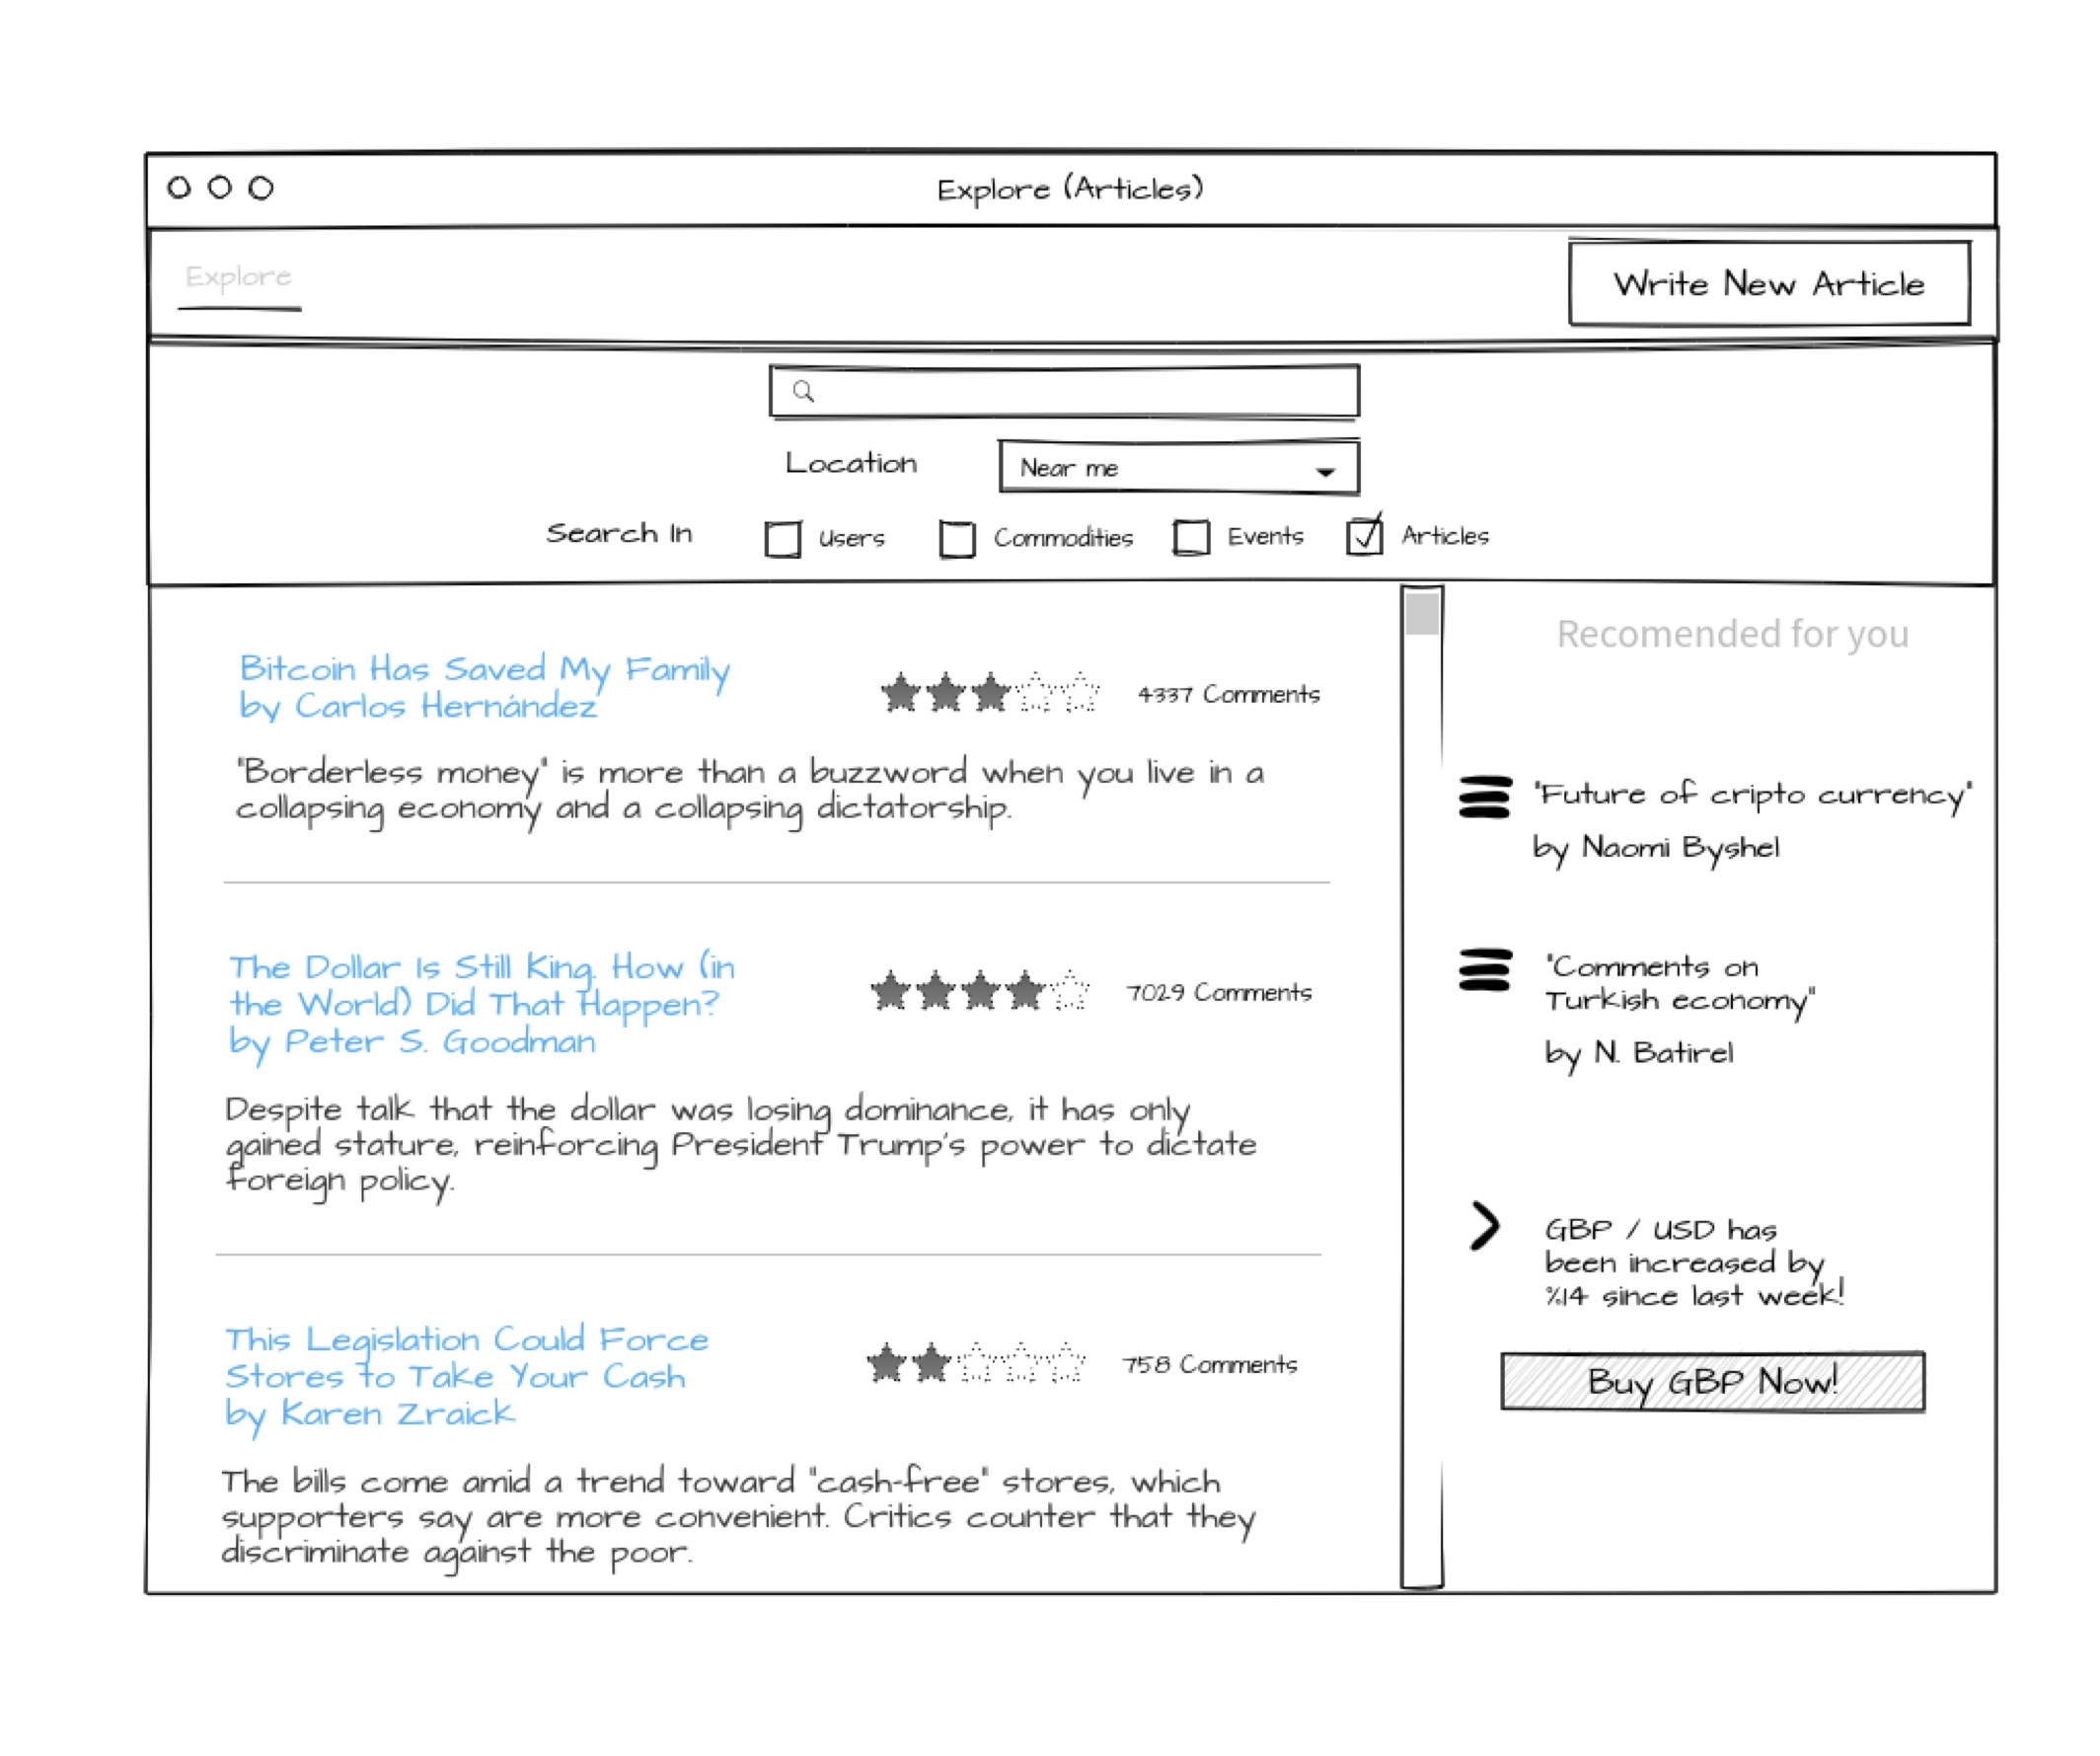 Explore (Articles)
Explore
Write New Article
Location
Near me
Search In
Users
Commodities
Events
Articles
Bitcoin Has Saved My Family
by Carlos Hernández
4337 Comments
"Borderless money" is more than a buzzword when you live in a
collapsing economy and a collapsing dictatorship.
The Dollar Is Still King. How (in
the World) Did That Happen?
by Peter S. Goodman
7029 Comments
Despite talk that the dollar was losing dominance, it has only
gained stature, reinforcing President Trump's power to dictate
foreign policy.
This Legislation Could Force
Stores to Take Your Cash
by Karen Zraick
758 Comments
The bills come amid a trend toward "cash-free" stores, which
supporters say are more convenient. Critics counter that they
discriminate against the poor.
Recomended for you
"Future of cripto currency"
by Naomi Byshel
"Comments on
Turkish economy"
by N. Batirel
GBP / USD has
been increased by
%14 since last week!
Buy GBP Now!